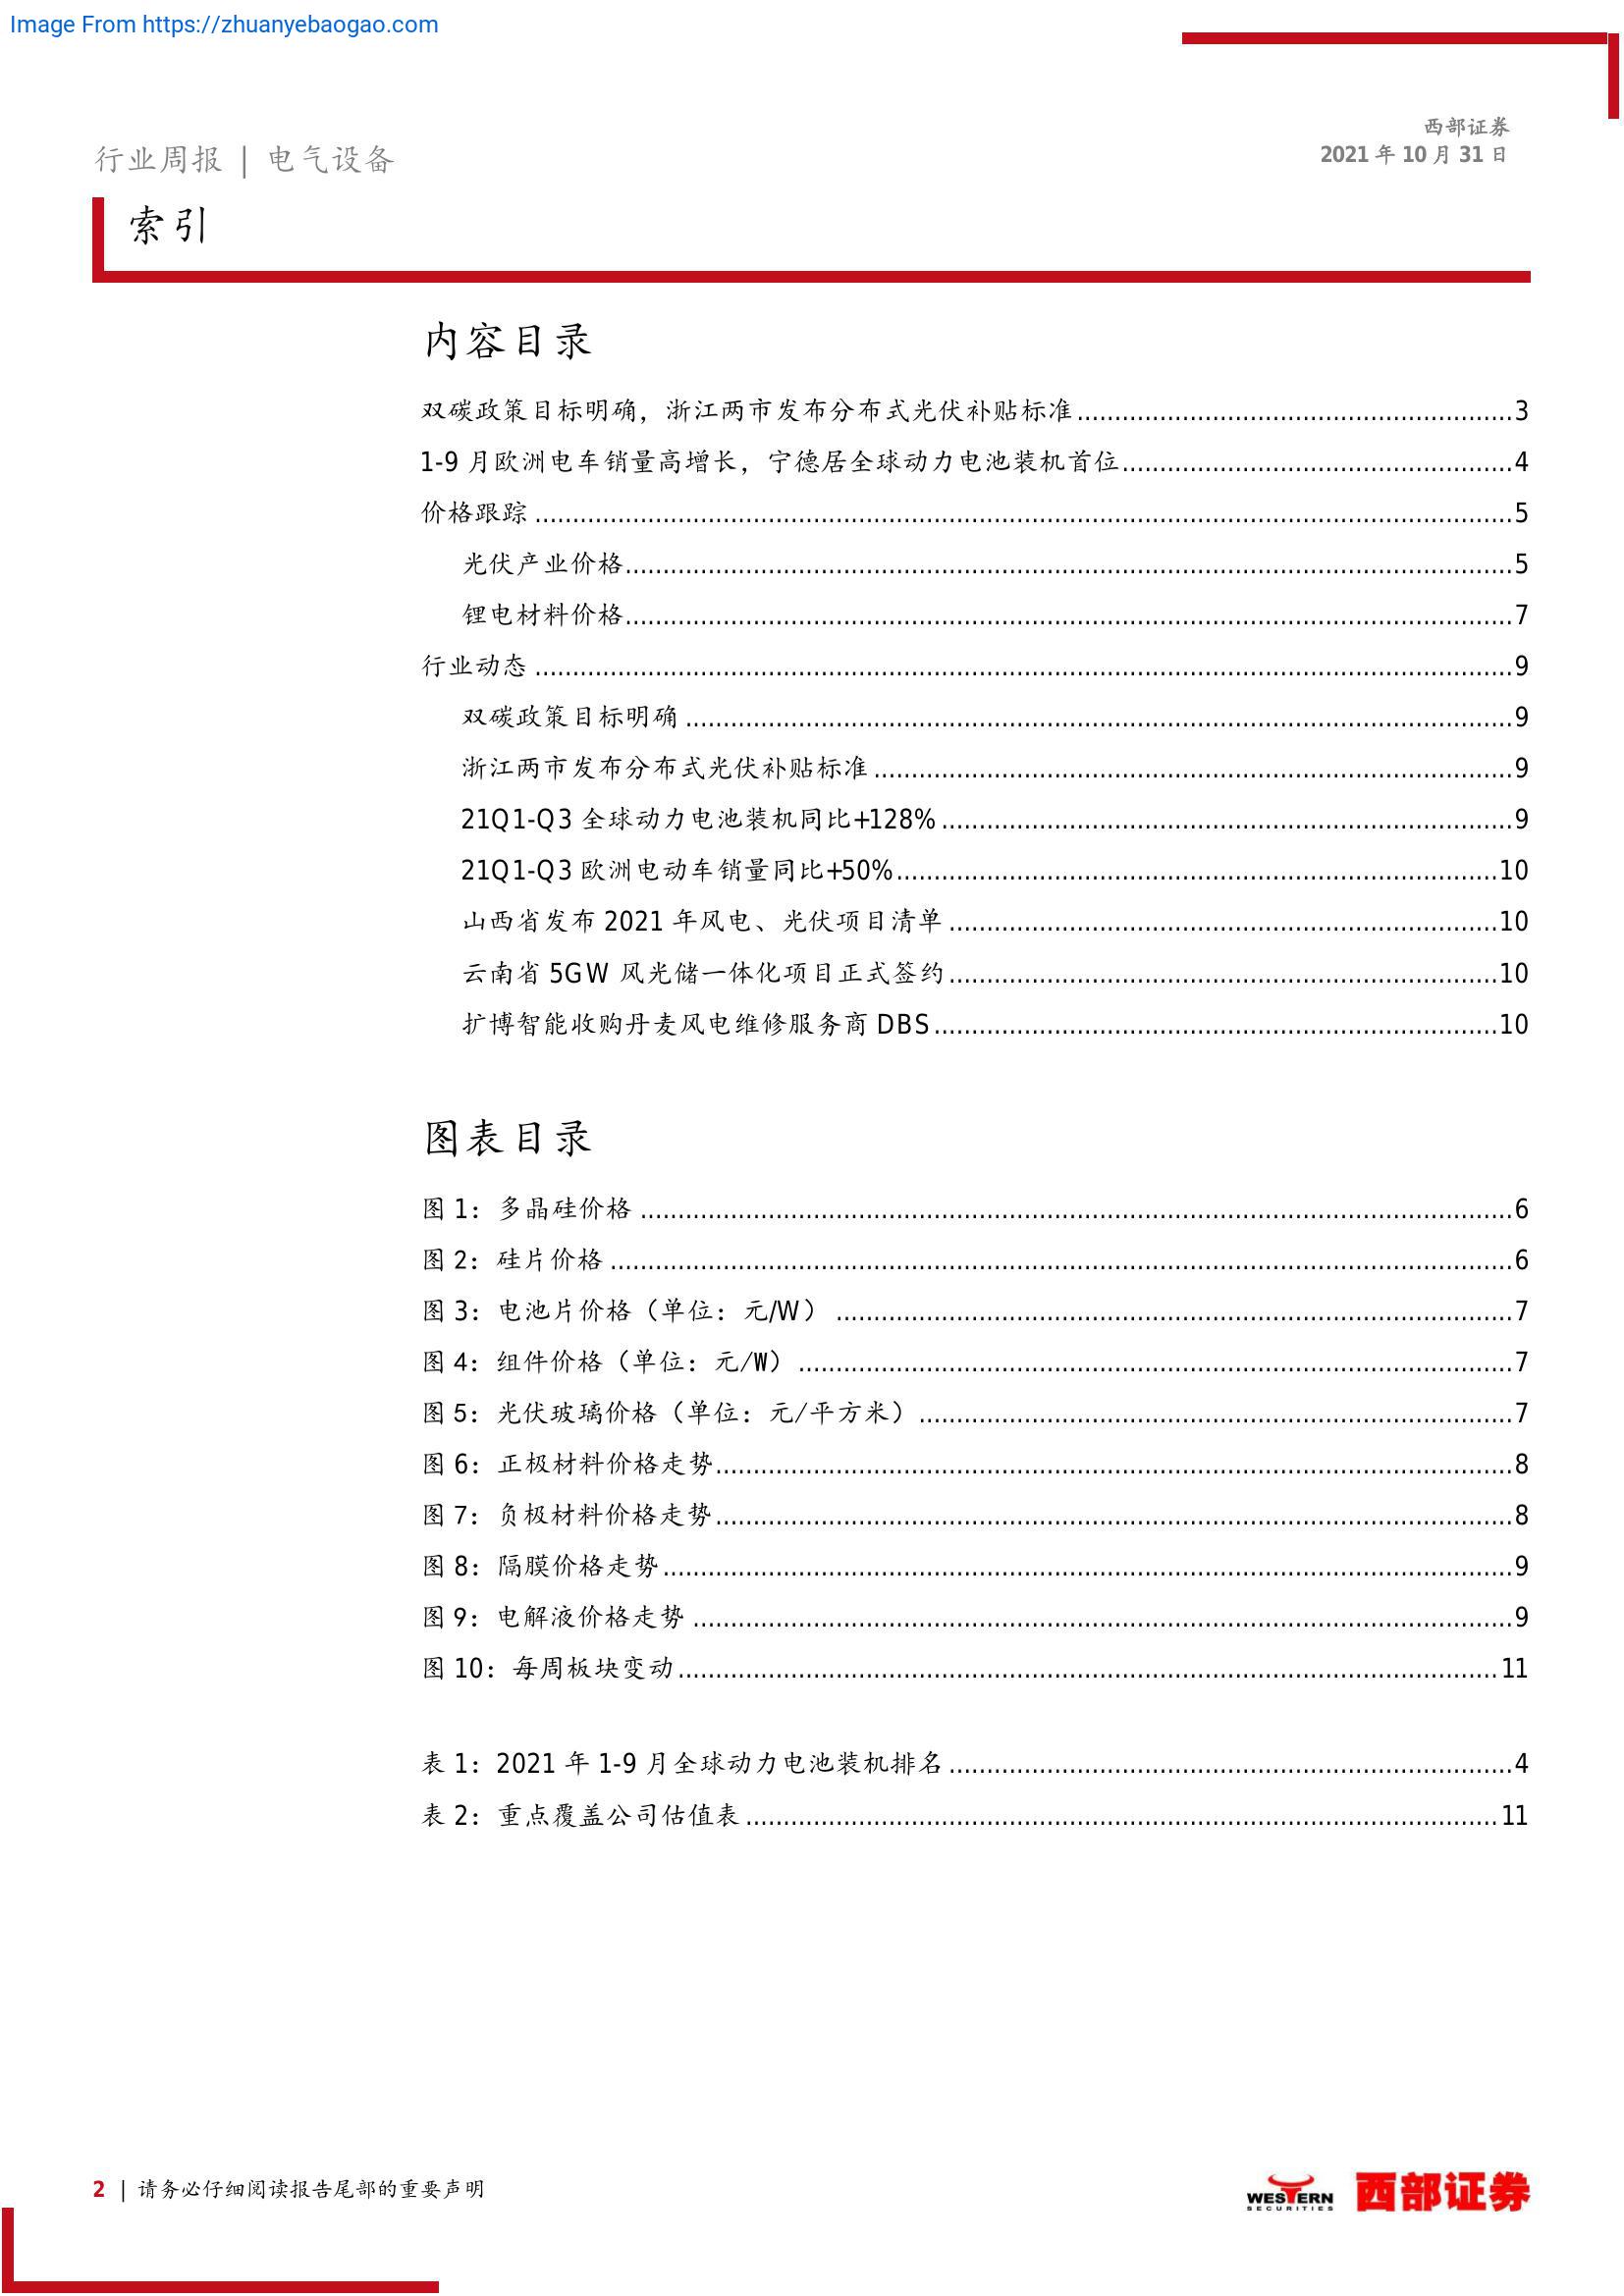 Image From https://zhuanyebaogao.com
西部证券
2021 年 10 月 31 日
行业周报 | 电气设备
索引
内容目录
双碳政策目标明确，浙江两市发布分布式光伏补贴标准 3
1-9 月欧洲电车销量高增长，宁德居全球动力电池装机首位 4
价格跟踪 5
光伏产业价格 5
锂电材料价格 7
行业动态 9
双碳政策目标明确 9
浙江两市发布分布式光伏补贴标准 9
21Q1-Q3 全球动力电池装机同比+128% 9
21Q1-Q3 欧洲电动车销量同比+50% 10
山西省发布 2021 年风电、光伏项目清单 10
云南省 5GW 风光储一体化项目正式签约 10
扩博智能收购丹麦风电维修服务商 DBS 10
图表目录
图 1：多晶硅价格 6
图 2：硅片价格 6
图 3：电池片价格（单位：元/W） 7
图 4：组件价格（单位：元/W） 7
图 5：光伏玻璃价格（单位：元/平方米） 7
图 6：正极材料价格走势 8
图 7：负极材料价格走势 8
图 8：隔膜价格走势 9
图 9：电解液价格走势 9
图 10：每周板块变动 11
表 1：2021 年 1-9 月全球动力电池装机排名 4
表 2：重点覆盖公司估值表 11
2 | 请务必仔细阅读报告尾部的重要声明
WESTERN
SECURITIES
西部证券